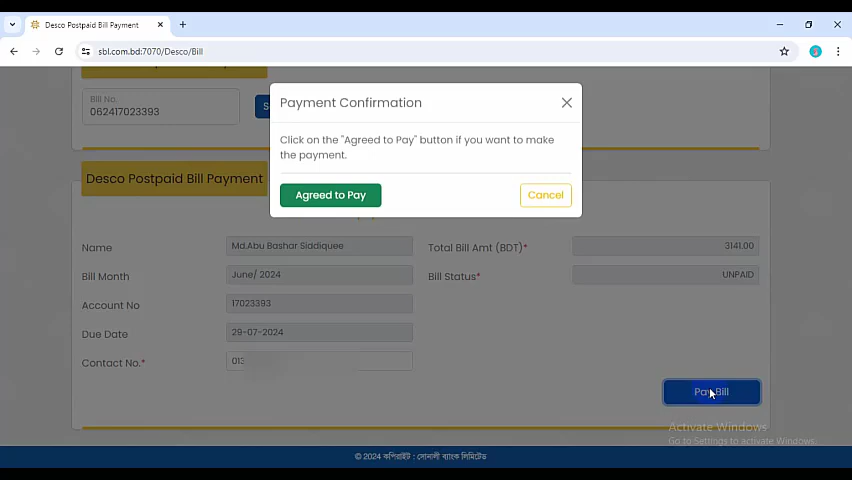 Desco Postpaid Bill Payment
sbl.com.bd:7070/Desco/Bill
Bill No.
062417023393
S
Payment Confirmation
Click on the "Agreed to Pay" button if you want to make
the payment.
Agreed to Pay
Cancel
Desco Postpaid Bill Payment
Name
Md.Abu Bashar Siddiquee
Total Bill Amt (BDT)*
3141.00
Bill Month
June/ 2024
Bill Status*
UNPAID
Account No
17023393
Due Date
29-07-2024
Contact No.*
013
Pay Bill
Activate Windows
Go to Settings to activate Windows.
© 2024 কপিরাইট : সোনালী ব্যাংক লিমিটেড